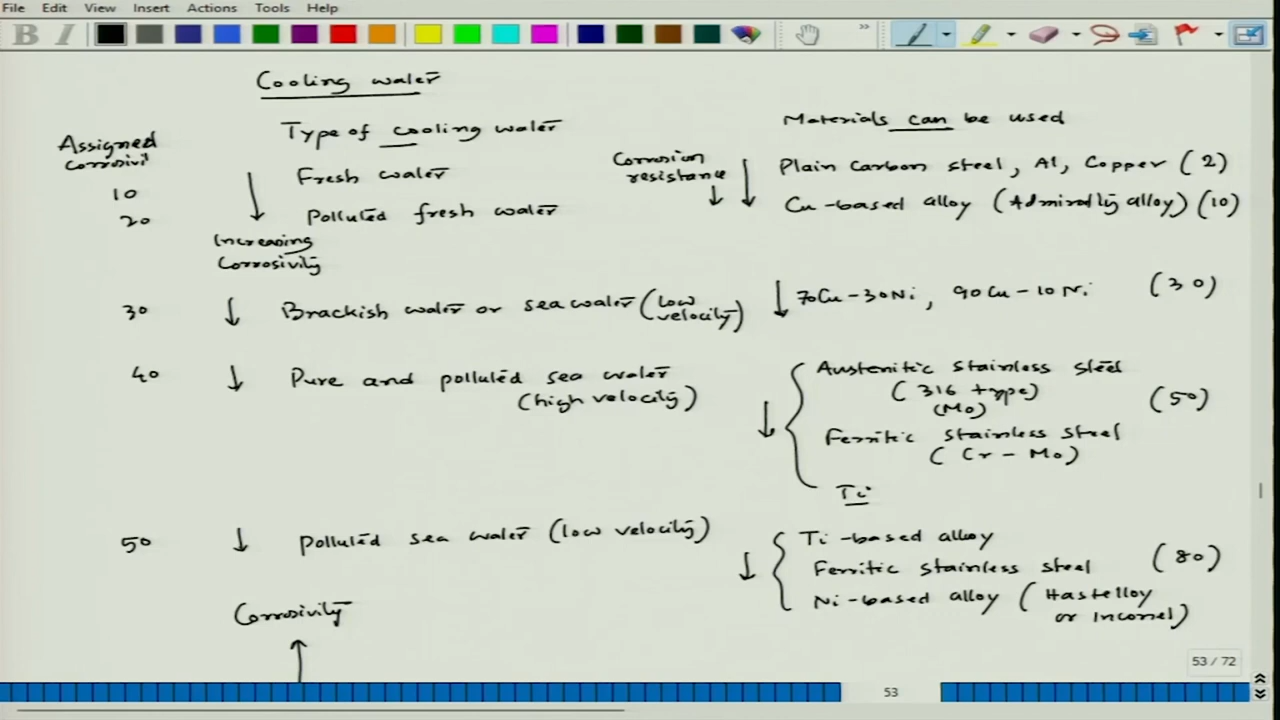 File Edit View Insert Actions Tools Help
B I
Cooling water
Assigned corrosivi
Type of cooling water
Materials can be used
10
Fresh water
Corrosion resistance
Plain Carbon steel, Al, Copper (2)
20
Polluted fresh water
Cu-based alloy (Admiralty alloy) (10)
Increasing
Corrosivity
30
Brackish water or sea water (low velocity)
70Cu-30Ni, 90Cu-10Ni (30)
40
Pure and polluted sea water
(high velocity)
Austenitic stainless steel
(316 type)
(Mo)
(50)
Ferritic stainless steel
(Cr-Mo)
Ti
50
Polluted sea water (low velocity)
Ti-based alloy
Ferritic stainless steel (80)
Ni-based alloy (Hastelloy
or Inconel)
Corrosivity
53 / 72
53